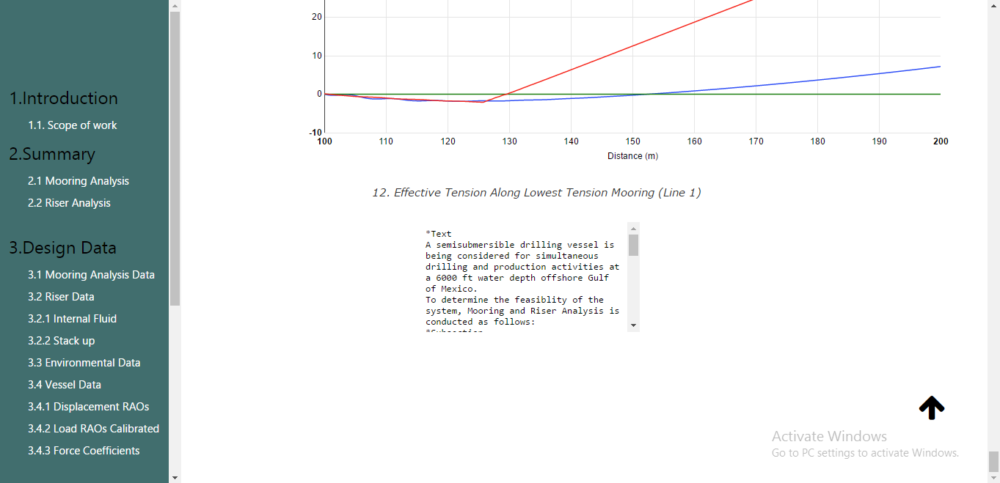 1.Introduction
1.1. Scope of work
2.Summary
2.1 Mooring Analysis
2.2 Riser Analysis
3.Design Data
3.1 Mooring Analysis Data
3.2 Riser Data
3.2.1 Internal Fluid
3.2.2 Stack up
3.3 Environmental Data
3.4 Vessel Data
3.4.1 Displacement RAOs
3.4.2 Load RAOs Calibrated
3.4.3 Force Coefficients
20
10
0
-10
100 110 120 130 140 150 160 170 180 190 200
Distance (m)
12. Effective Tension Along Lowest Tension Mooring (Line 1)
*Text
A semisubmersible drilling vessel is
being considered for simultaneous
drilling and production activities at
a 6000 ft water depth offshore Gulf
of Mexico.
To determine the feasiblity of the
system, Mooring and Riser Analysis is
conducted as follows:
Activate Windows
Go to PC settings to activate Windows.